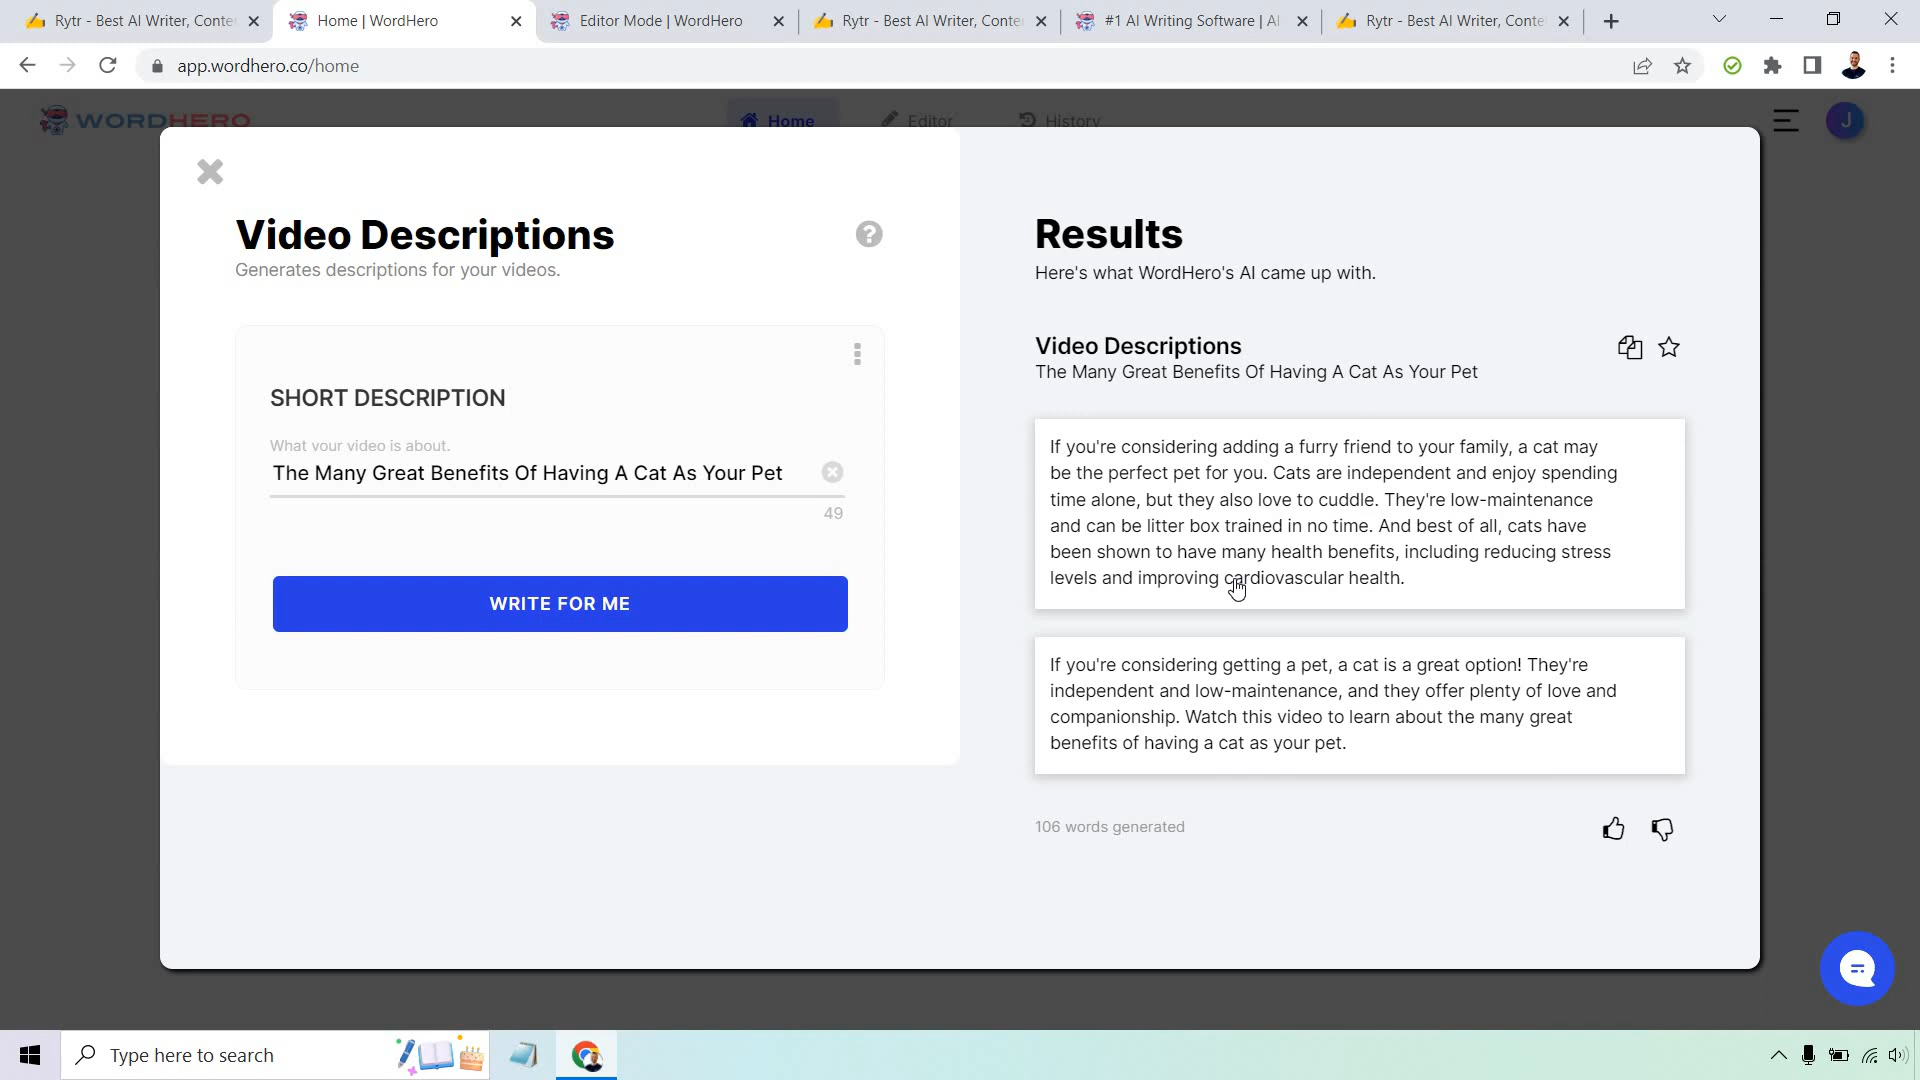 Rytr - Best AI Writer, Conte
Home | WordHero
Editor Mode | WordHero
Rytr - Best AI Writer, Conte
#1 AI Writing Software | AI
Rytr - Best AI Writer, Conte
app.wordhero.co/home
WORDHERO
Home
Editor
History
J
Video Descriptions
Generates descriptions for your videos.
SHORT DESCRIPTION
What your video is about.
The Many Great Benefits Of Having A Cat As Your Pet
49
WRITE FOR ME
Results
Here's what WordHero's AI came up with.
Video Descriptions
The Many Great Benefits Of Having A Cat As Your Pet
If you're considering adding a furry friend to your family, a cat may
be the perfect pet for you. Cats are independent and enjoy spending
time alone, but they also love to cuddle. They're low-maintenance
and can be litter box trained in no time. And best of all, cats have
been shown to have many health benefits, including reducing stress
levels and improving cardiovascular health.
If you're considering getting a pet, a cat is a great option! They're
independent and low-maintenance, and they offer plenty of love and
companionship. Watch this video to learn about the many great
benefits of having a cat as your pet.
106 words generated
Type here to search